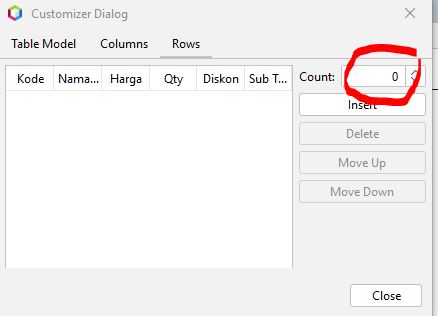 Customizer Dialog
Table Model Columns Rows
Kode Nama... Harga Qty Diskon Sub T...
Count: 0
Insert
Delete
Move Up
Move Down
Close